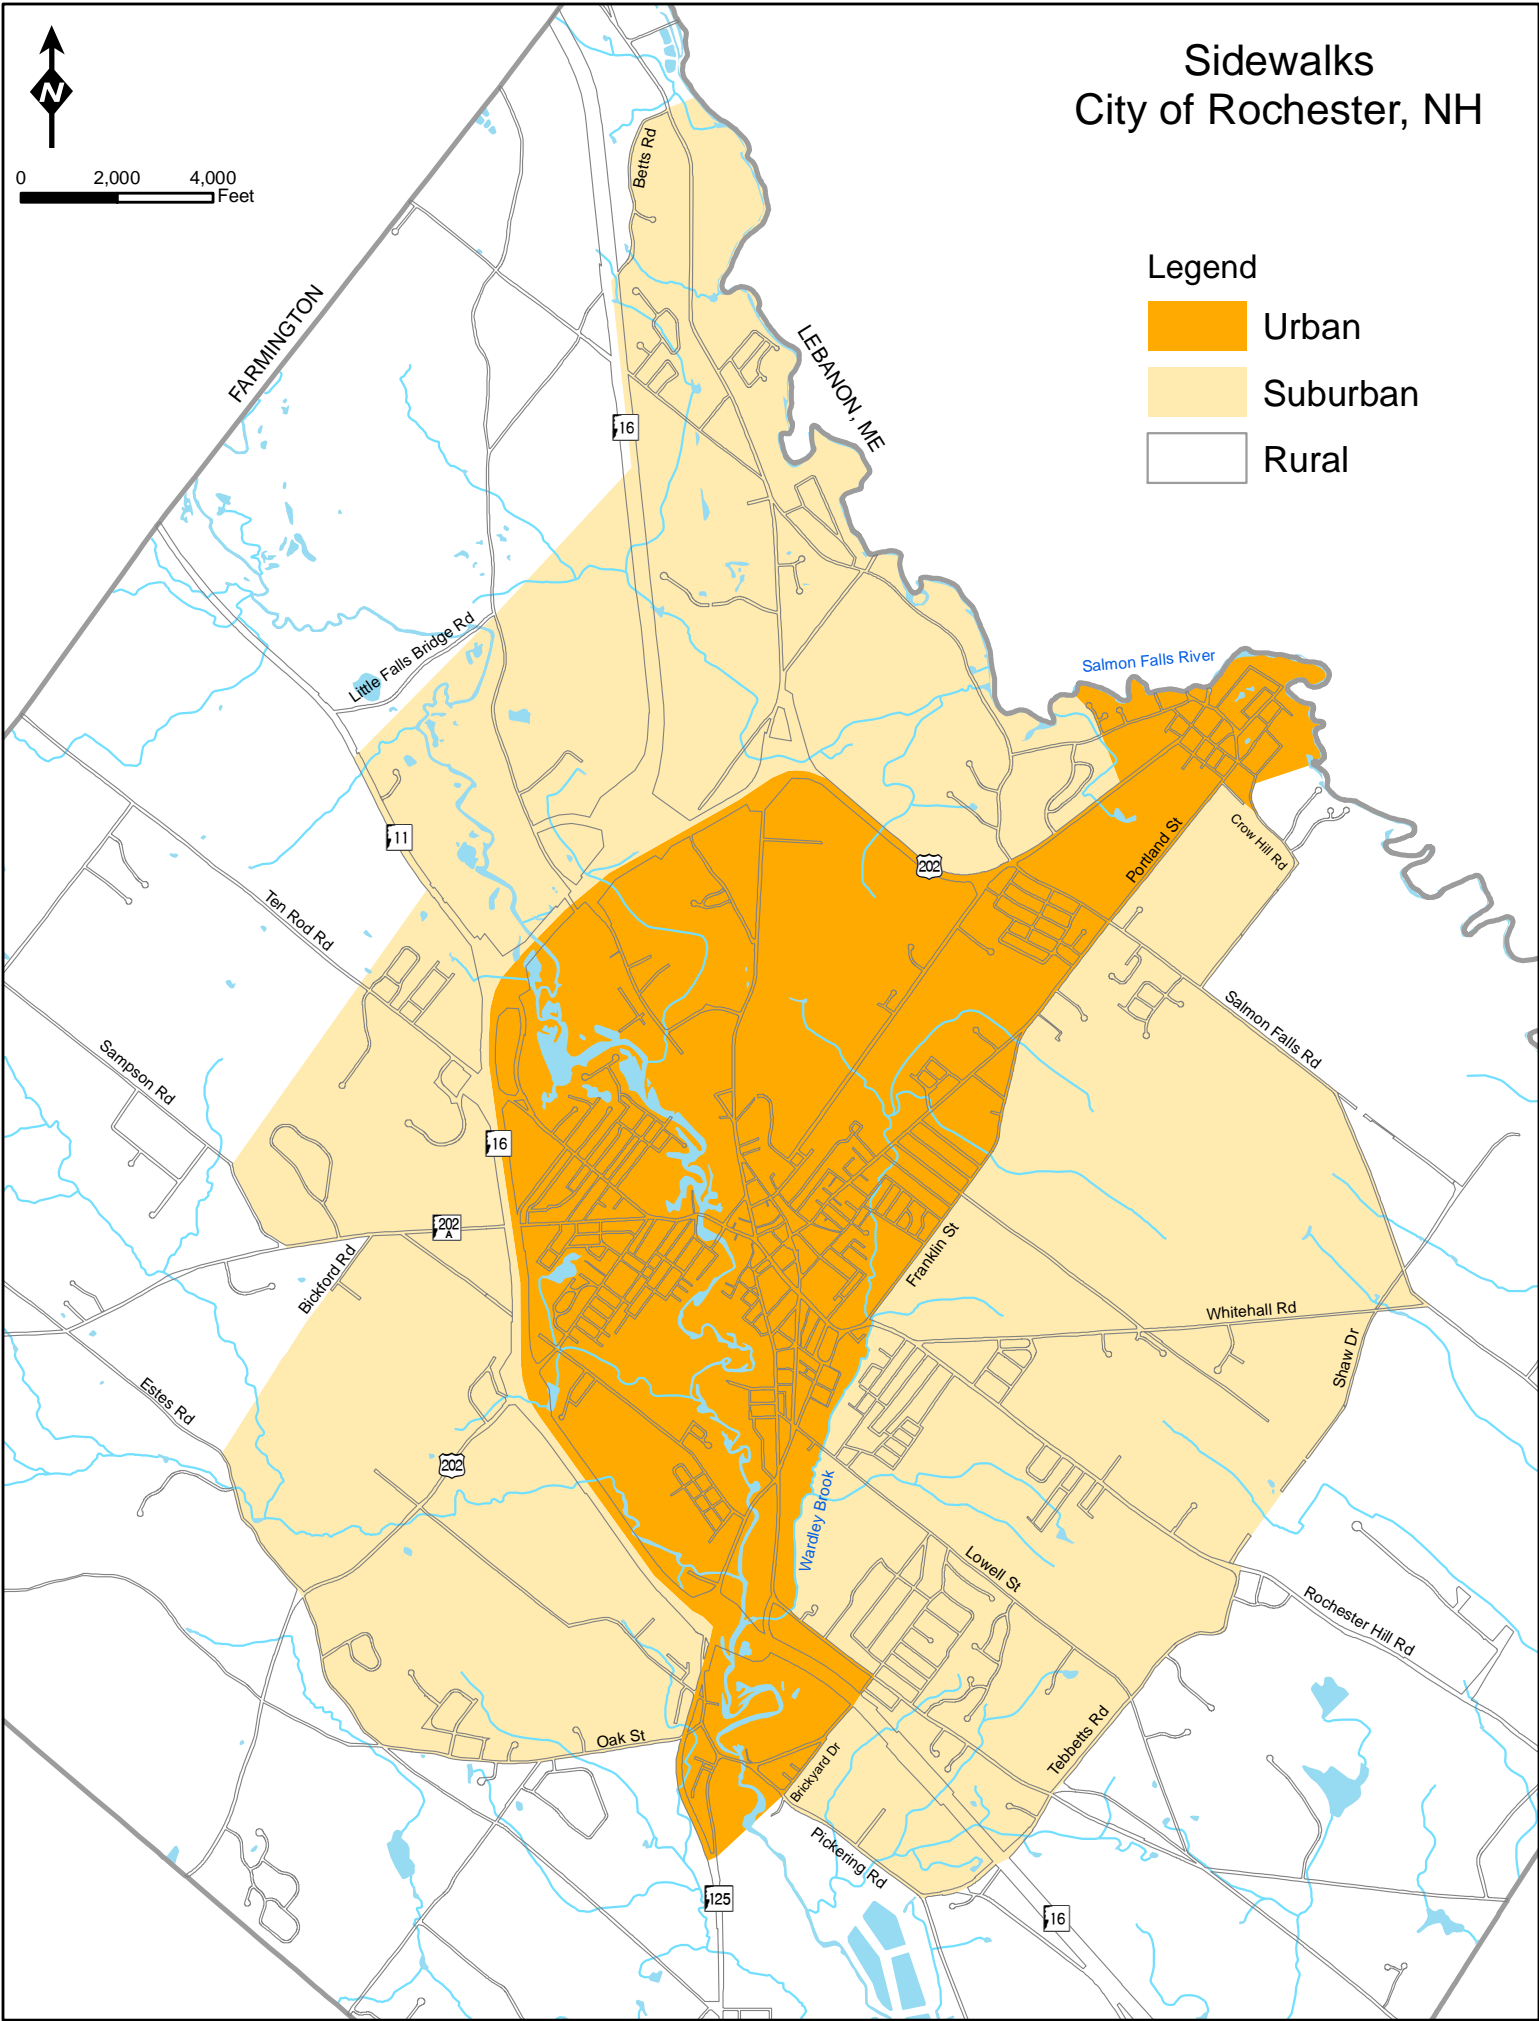 Sidewalks
City of Rochester, NH
N
0 2,000 4,000
Feet
Legend
Urban
Suburban
Rural
Betts Rd
FARMINGTON
LEBANON, ME
16
Little Falls Bridge Rd
Salmon Falls River
11
202
Portland St
Crow Hill Rd
Ten Rod Rd
Salmon Falls Rd
Sampson Rd
16
202
A
Bickford Rd
Franklin St
Whitehall Rd
Shaw Dr
Estes Rd
202
Wardley Brook
Lowell St
Rochester Hill Rd
Oak St
Tebbetts Rd
Brickyard Dr
Pickering Rd
125
16